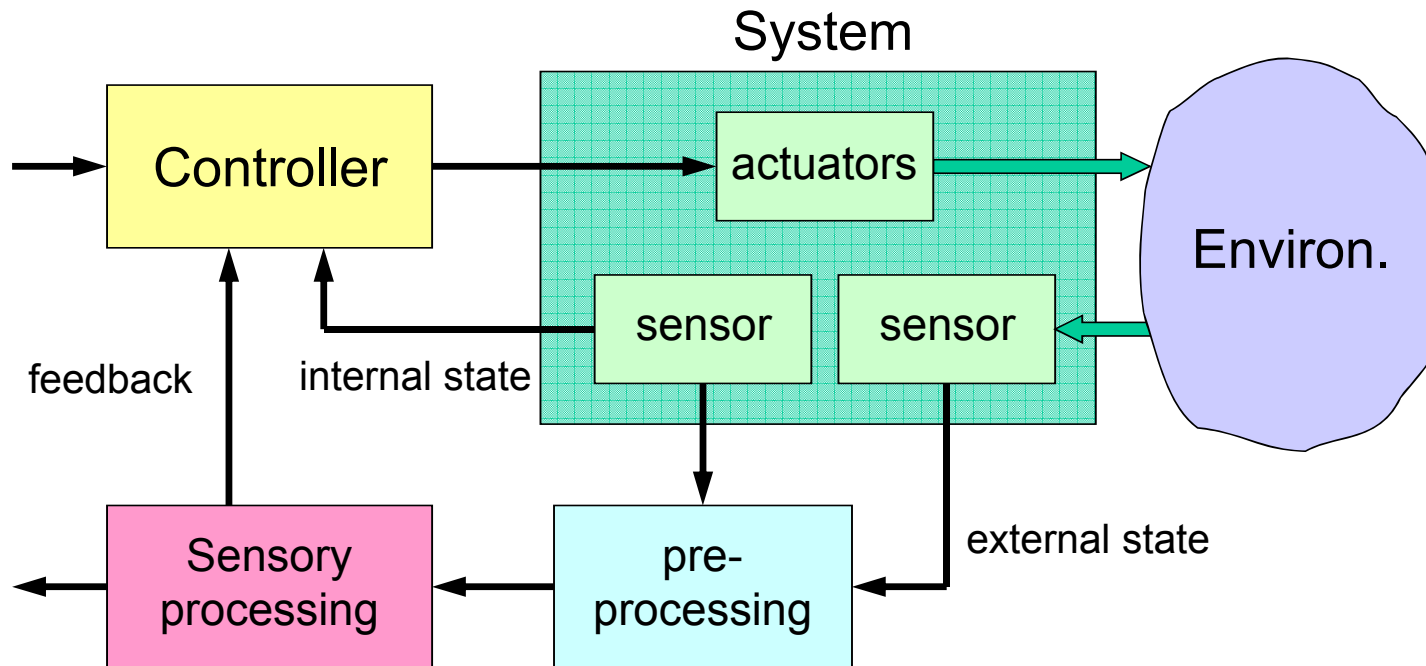 System
Controller
actuators
Environ.
sensor
sensor
feedback
internal state
external state
Sensory
processing
pre-
processing